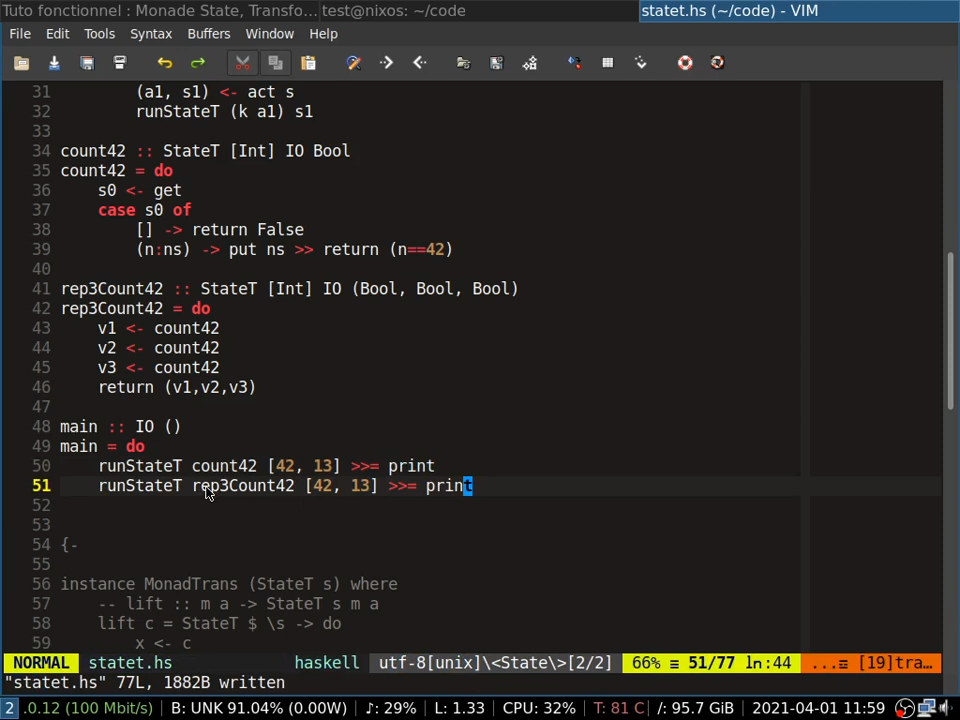 Tuto fonctionnel : Monade State, Transfo... test@nixos: ~/code statet.hs (~/code) - VIM
File Edit Tools Syntax Buffers Window Help
31 (a1, s1) <- act s
32 runStateT (k a1) s1
33
34 count42 :: StateT [Int] IO Bool
35 count42 = do
36 s0 <- get
37 case s0 of
38 [] -> return False
39 (n:ns) -> put ns >> return (n==42)
40
41 rep3Count42 :: StateT [Int] IO (Bool, Bool, Bool)
42 rep3Count42 = do
43 v1 <- count42
44 v2 <- count42
45 v3 <- count42
46 return (v1,v2,v3)
47
48 main :: IO ()
49 main = do
50 runStateT count42 [42, 13] >>= print
51 runStateT rep3Count42 [42, 13] >>= print
52
53
54 {-
55
56 instance MonadTrans (StateT s) where
57 -- lift :: m a -> StateT s m a
58 lift c = StateT $ \s -> do
59 x <- c
NORMAL statet.hs haskell utf-8[unix]\<State\>[2/2] 66% ≡ 51/77 ln:44 ...≡ [19]tra...
"statet.hs" 77L, 1882B written
2 .0.12 (100 Mbit/s) B: UNK 91.04% (0.00W) ♪: 29% L: 1.33 CPU: 32% T: 81 C /: 95.7 GiB 2021-04-01 11:59